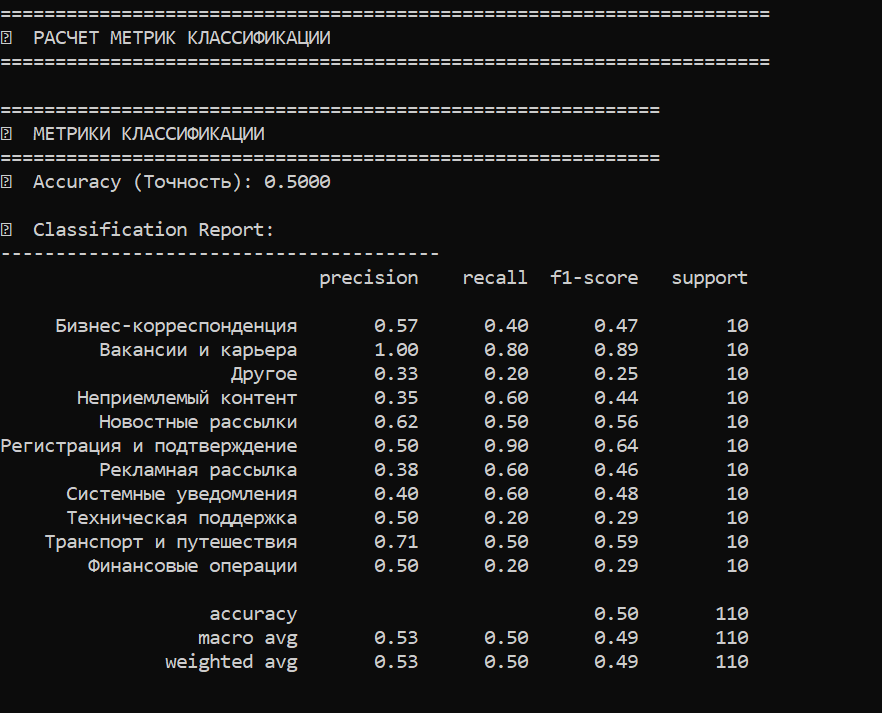 ======================================================================
РАСЧЕТ МЕТРИК КЛАССИФИКАЦИИ
======================================================================
============================================================
МЕТРИКИ КЛАССИФИКАЦИИ
============================================================
Accuracy (Точность): 0.5000
Classification Report:
----------------------------------------
precision recall f1-score support
Бизнес-корреспонденция 0.57 0.40 0.47 10
Вакансии и карьера 1.00 0.80 0.89 10
Другое 0.33 0.20 0.25 10
Неприемлемый контент 0.35 0.60 0.44 10
Новостные рассылки 0.62 0.50 0.56 10
Регистрация и подтверждение 0.50 0.90 0.64 10
Рекламная рассылка 0.38 0.60 0.46 10
Системные уведомления 0.40 0.60 0.48 10
Техническая поддержка 0.50 0.20 0.29 10
Транспорт и путешествия 0.71 0.50 0.59 10
Финансовые операции 0.50 0.20 0.29 10
accuracy 0.50 110
macro avg 0.53 0.50 0.49 110
weighted avg 0.53 0.50 0.49 110